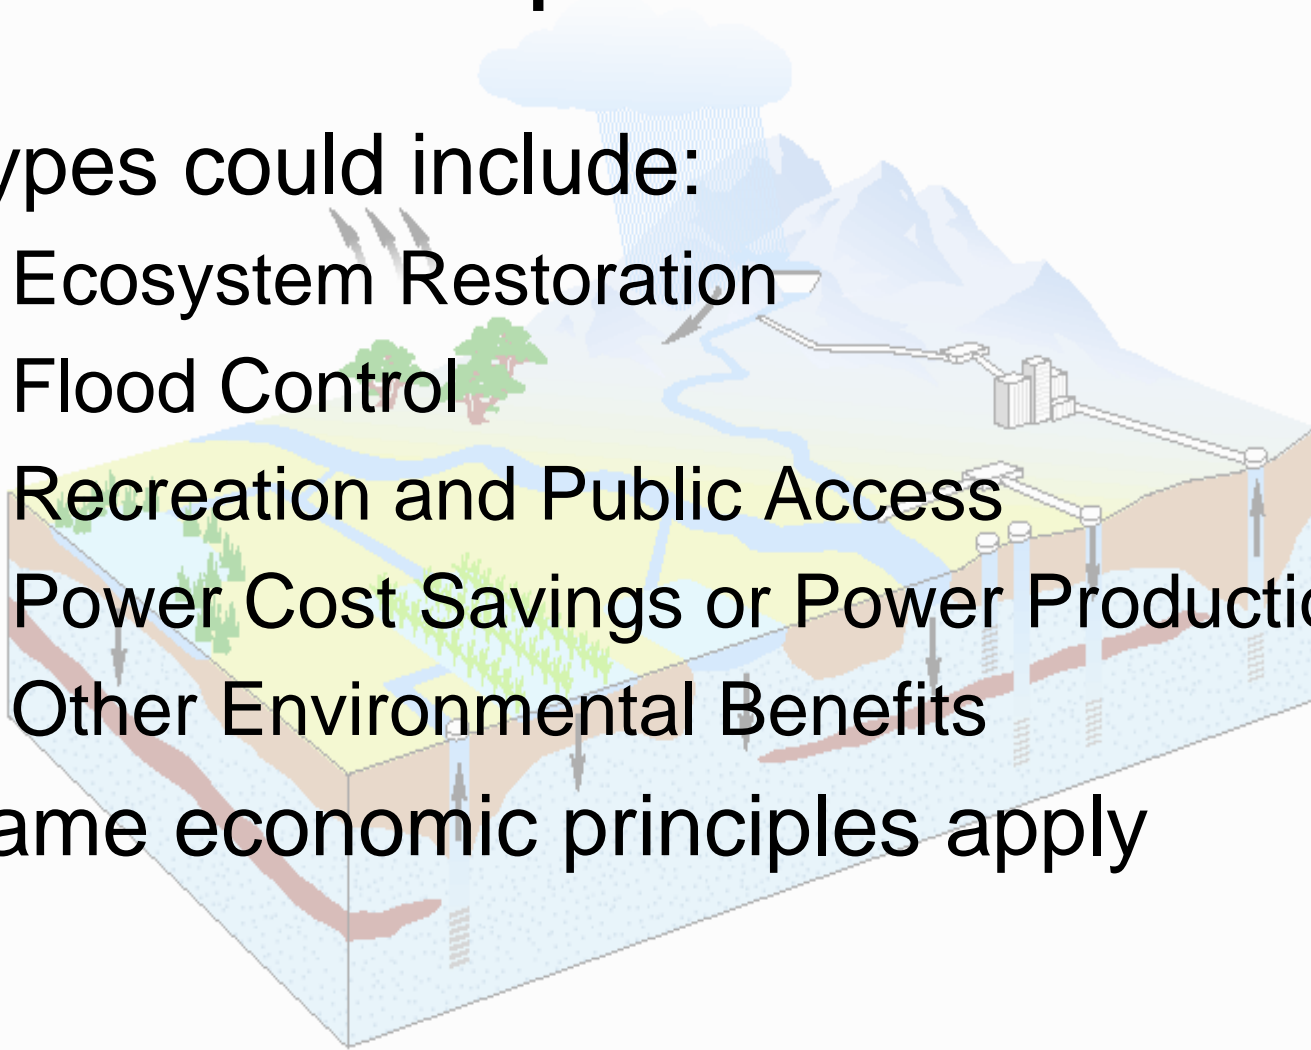 ypes could include:
Ecosystem Restoration
Flood Control
Recreation and Public Access
Power Cost Savings or Power Productio
Other Environmental Benefits
ame economic principles apply